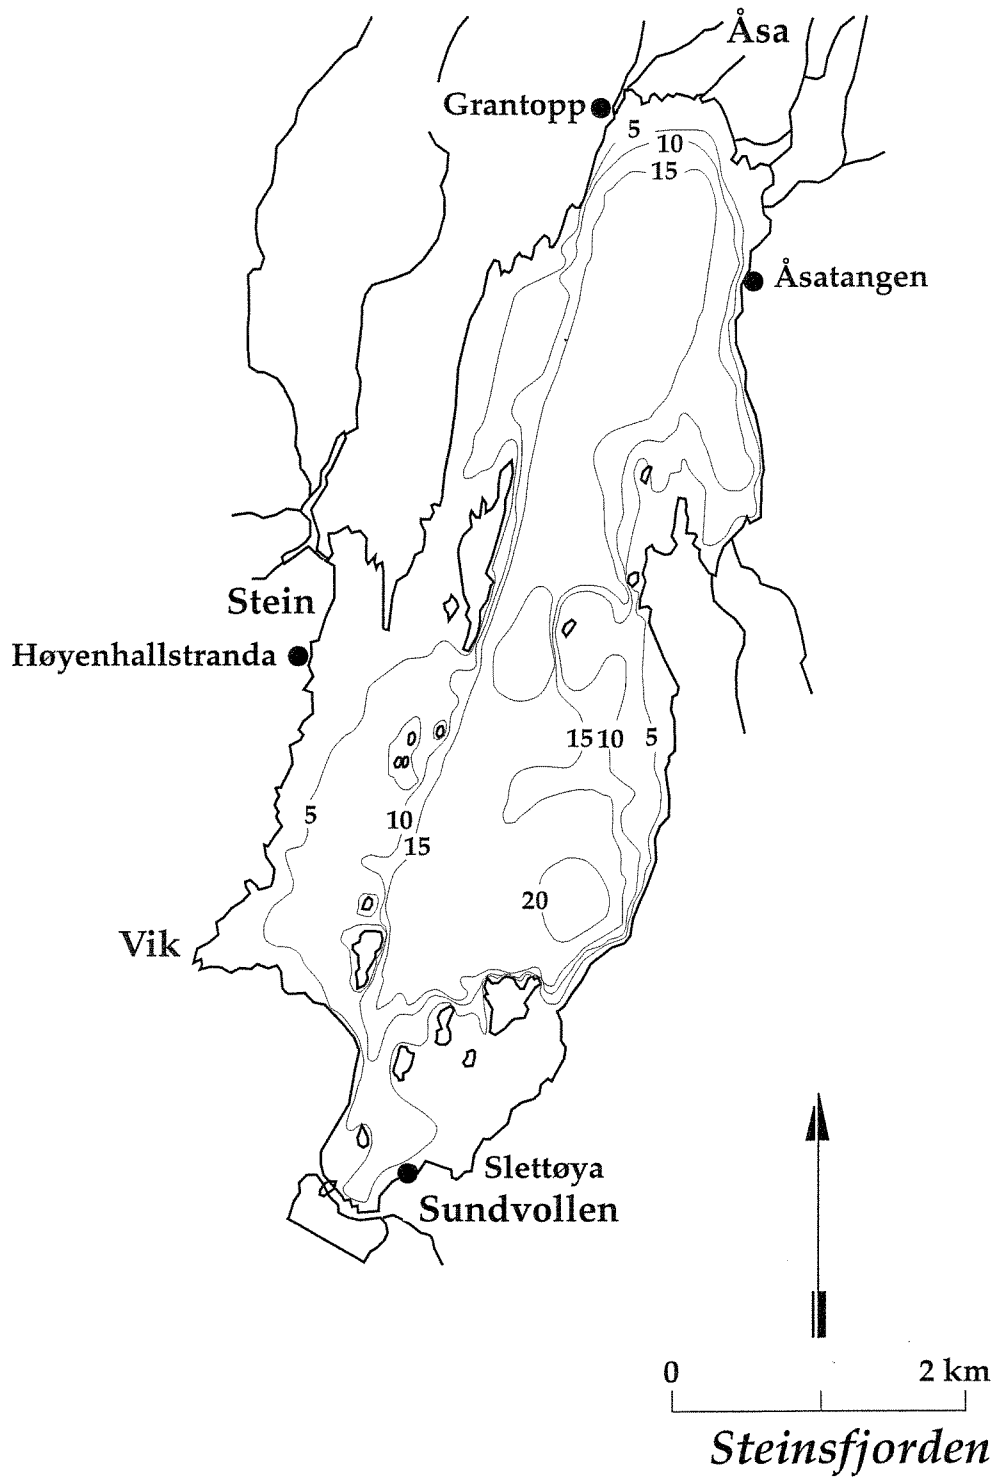 Åsa
Grantopp
5
10
15
Åsatangen
Stein
Høyenhallstranda
15 10 5
5
10
15
20
Vik
Slettøya
Sundvollen
0 2 km
Steinsfjorden